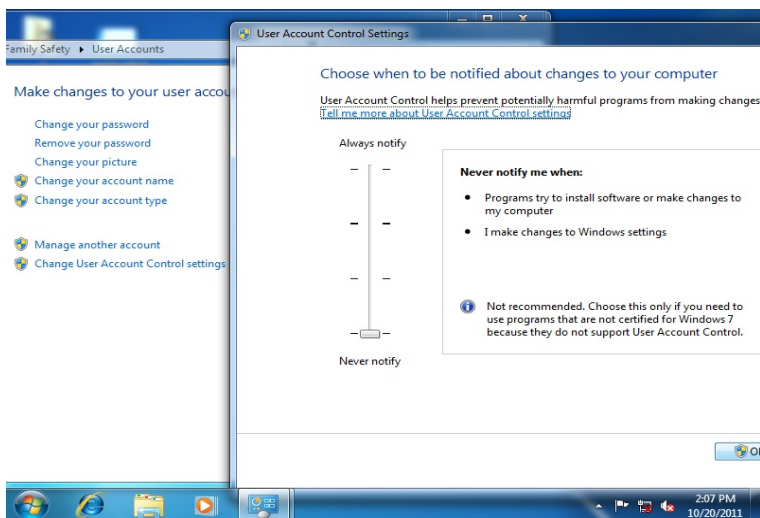 User Account Control Settings
Family Safety ▸ User Accounts
Make changes to your user accou
Change your password
Remove your password
Change your picture
Change your account name
Change your account type
Manage another account
Change User Account Control settings
Choose when to be notified about changes to your computer
User Account Control helps prevent potentially harmful programs from making changes
Tell me more about User Account Control settings
Always notify
Never notify me when:
• Programs try to install software or make changes to
my computer
• I make changes to Windows settings
Not recommended. Choose this only if you need to
use programs that are not certified for Windows 7
because they do not support User Account Control.
Never notify
O
2:07 PM
10/20/2011